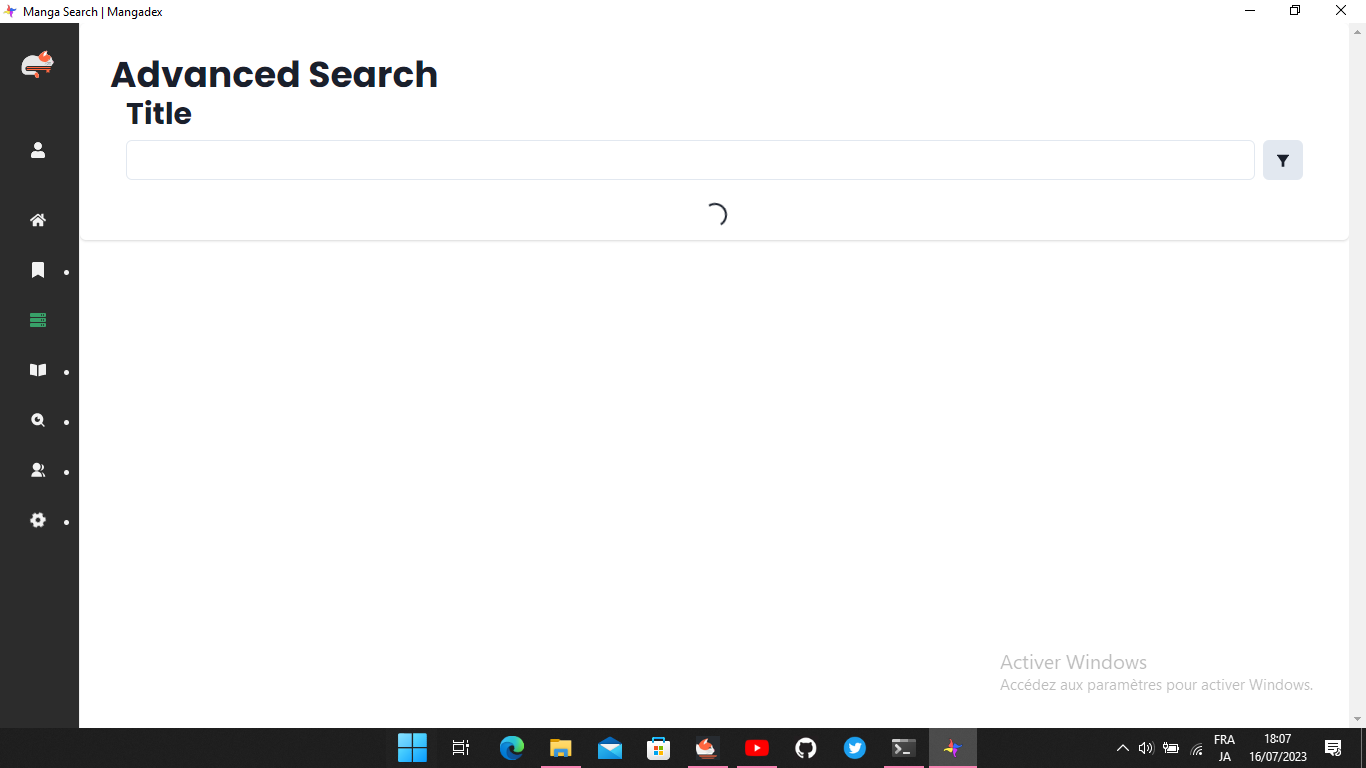 Manga Search | Mangadex
Advanced Search
Title
Activer Windows
Accédez aux paramètres pour activer Windows.
FRA
JA
18:07
16/07/2023